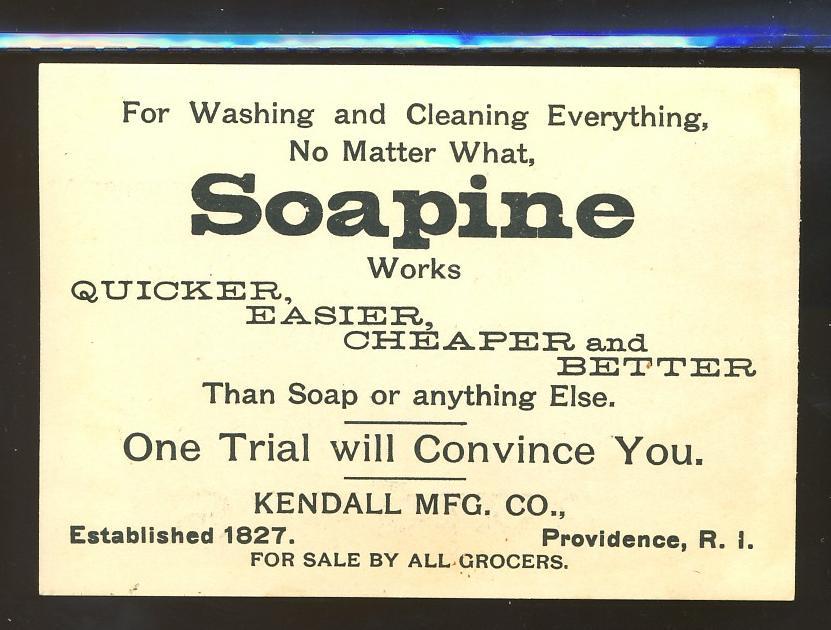 For Washing and Cleaning Everything,
No Matter What,
Soapine
Works
QUICKER,
EASIER,
CHEAPER and
BETTER
Than Soap or anything Else.
One Trial will Convince You.
KENDALL MFG. CO.,
Established 1827. Providence, R. I.
FOR SALE BY ALL GROCERS.